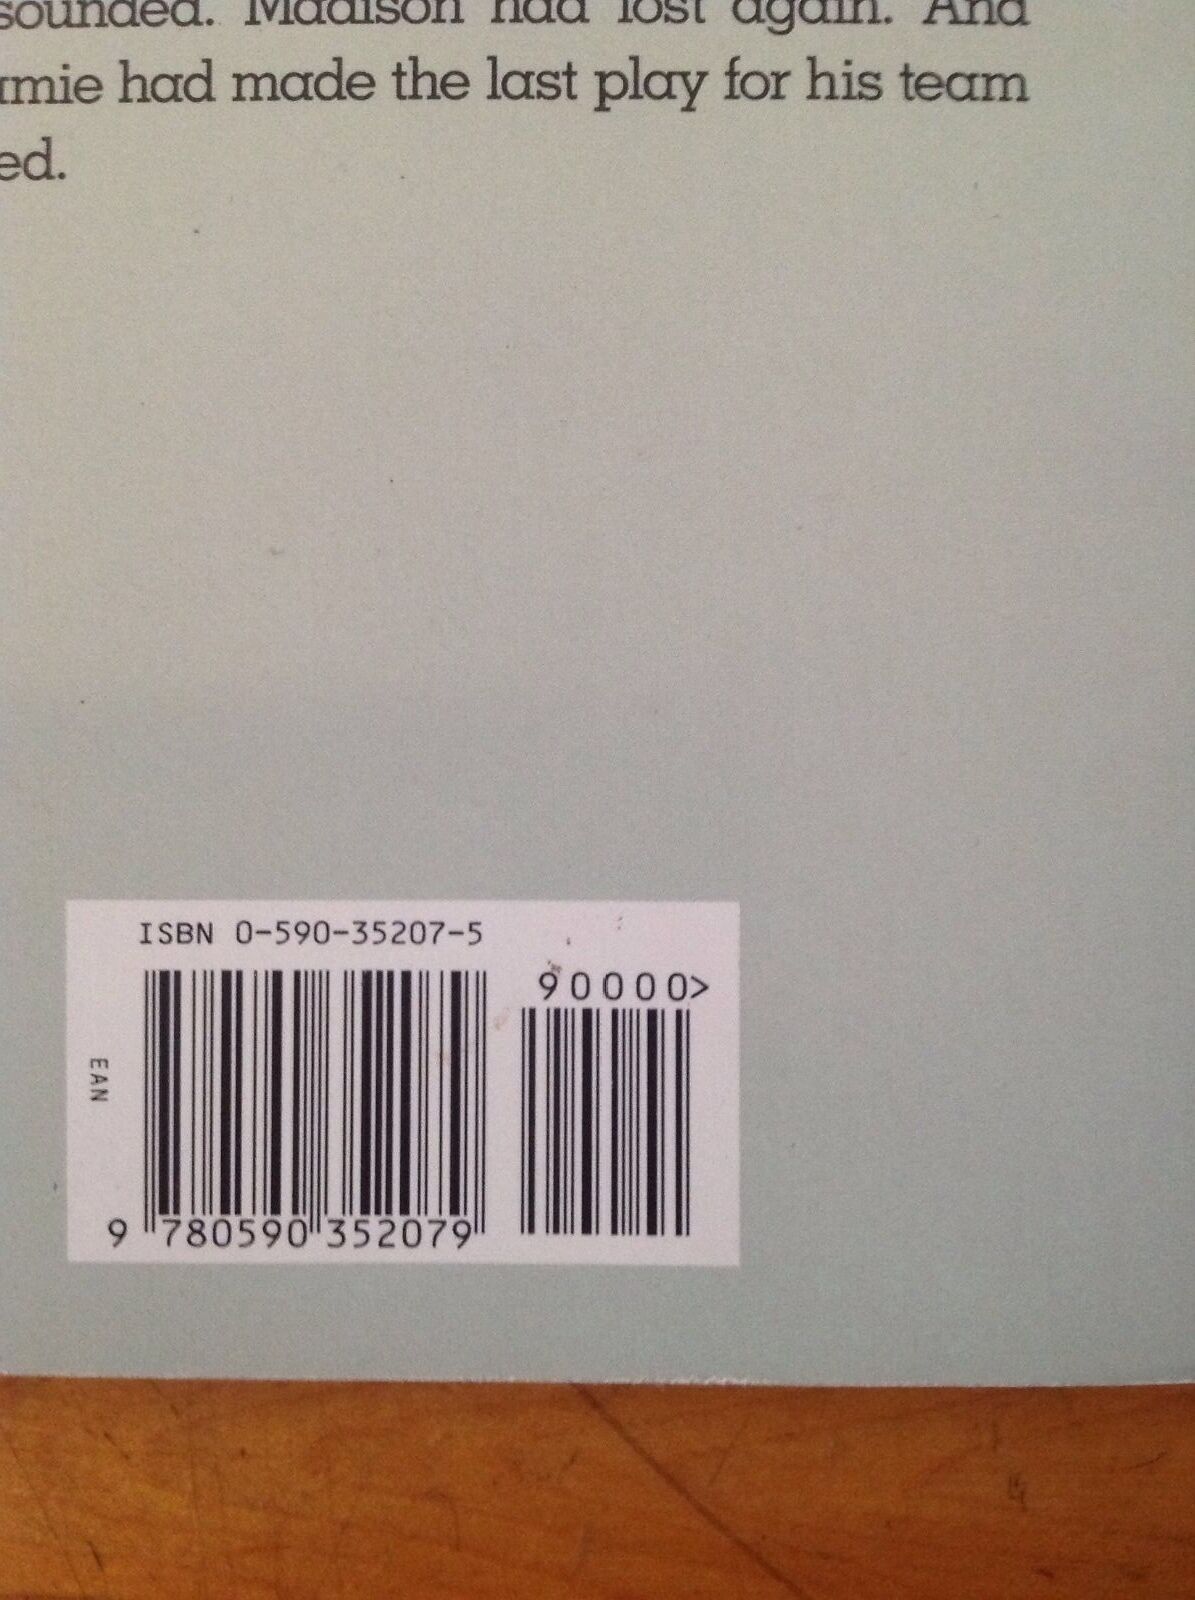 sounded. Madison had lost again. And
mie had made the last play for his team
ed.
ISBN 0-590-35207-5
90000>
EAN
9 780590 352079